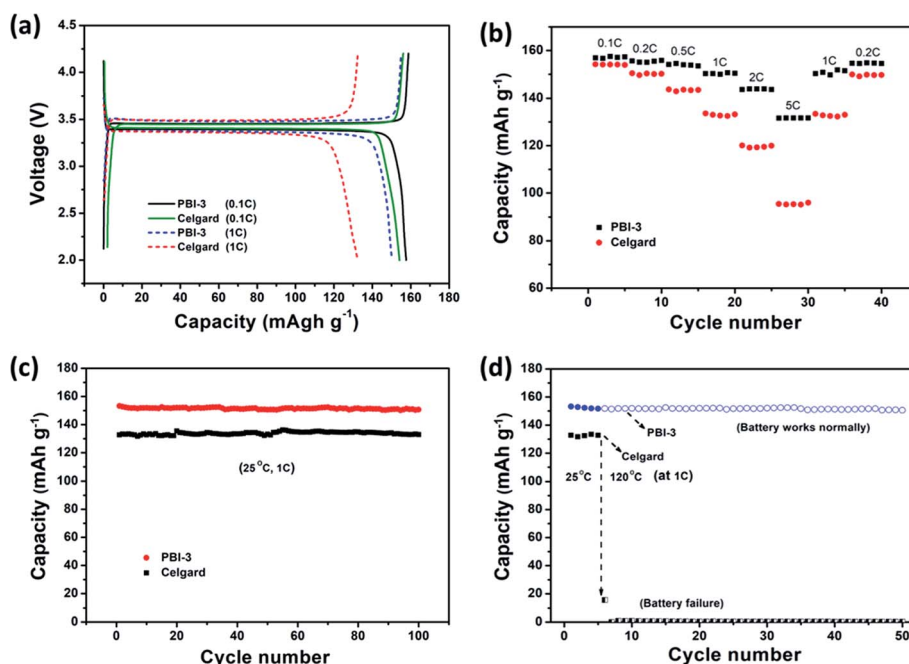 (a)
4.5
4.0
3.5
3.0
2.5
2.0
Voltage (V)
PBI-3 (0.1C)
Celgard (0.1C)
PBI-3 (1C)
Celgard (1C)
0 20 40 60 80 100 120 140 160 180
Capacity (mAgh g⁻¹)
(b)
160
140
120
100
80
60
Capacity (mAh g⁻¹)
0.1C
0.2C
0.5C
1C
2C
5C
1C
0.2C
PBI-3
Celgard
0 10 20 30 40
Cycle number
(c)
180
160
140
120
100
80
60
40
20
0
Capacity (mAh g⁻¹)
(25°C, 1C)
PBI-3
Celgard
0 20 40 60 80 100
Cycle number
(d)
180
160
140
120
100
80
60
40
20
0
Capacity (mAh g⁻¹)
PBI-3
(Battery works normally)
Celgard
25°C 120°C (at 1C)
(Battery failure)
0 10 20 30 40 50
Cycle number